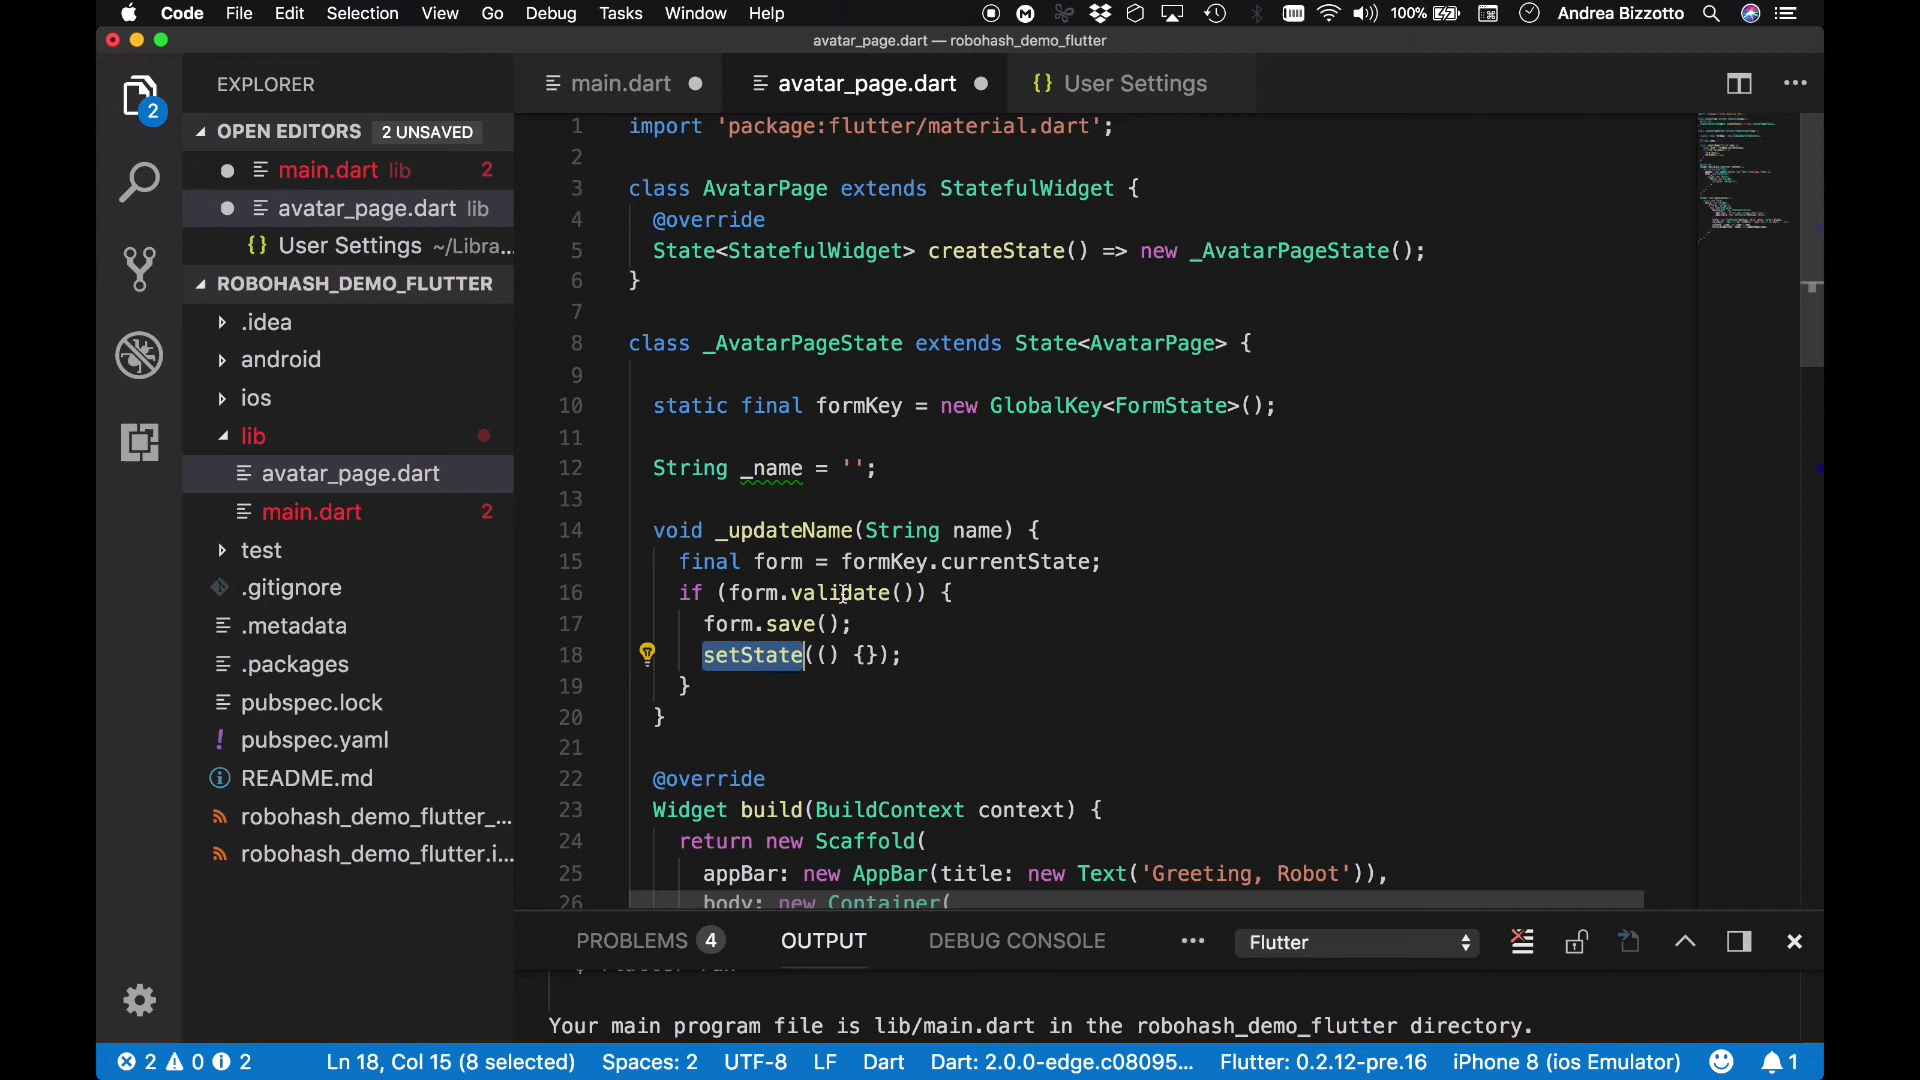 Code File Edit Selection View Go Debug Tasks Window Help 100% Andrea Bizzotto
avatar_page.dart — robohash_demo_flutter
2
EXPLORER
OPEN EDITORS 2 UNSAVED
main.dart lib 2
avatar_page.dart lib
{} User Settings ~/Libra...
ROBOHASH_DEMO_FLUTTER
.idea
android
ios
lib
avatar_page.dart
main.dart 2
test
.gitignore
.metadata
.packages
pubspec.lock
! pubspec.yaml
README.md
robohash_demo_flutter_...
robohash_demo_flutter.i...
main.dart avatar_page.dart {} User Settings
1 import 'package:flutter/material.dart';
2
3 class AvatarPage extends StatefulWidget {
4 @override
5 State<StatefulWidget> createState() => new _AvatarPageState();
6 }
7
8 class _AvatarPageState extends State<AvatarPage> {
9
10 static final formKey = new GlobalKey<FormState>();
11
12 String _name = '';
13
14 void _updateName(String name) {
15 final form = formKey.currentState;
16 if (form.validate()) {
17 form.save();
18 setState(() {});
19 }
20 }
21
22 @override
23 Widget build(BuildContext context) {
24 return new Scaffold(
25 appBar: new AppBar(title: new Text('Greeting, Robot')),
26 body: new Container(
PROBLEMS 4 OUTPUT DEBUG CONSOLE ... Flutter
Your main program file is lib/main.dart in the robohash_demo_flutter directory.
2 0 2 Ln 18, Col 15 (8 selected) Spaces: 2 UTF-8 LF Dart Dart: 2.0.0-edge.c08095... Flutter: 0.2.12-pre.16 iPhone 8 (ios Emulator) 1